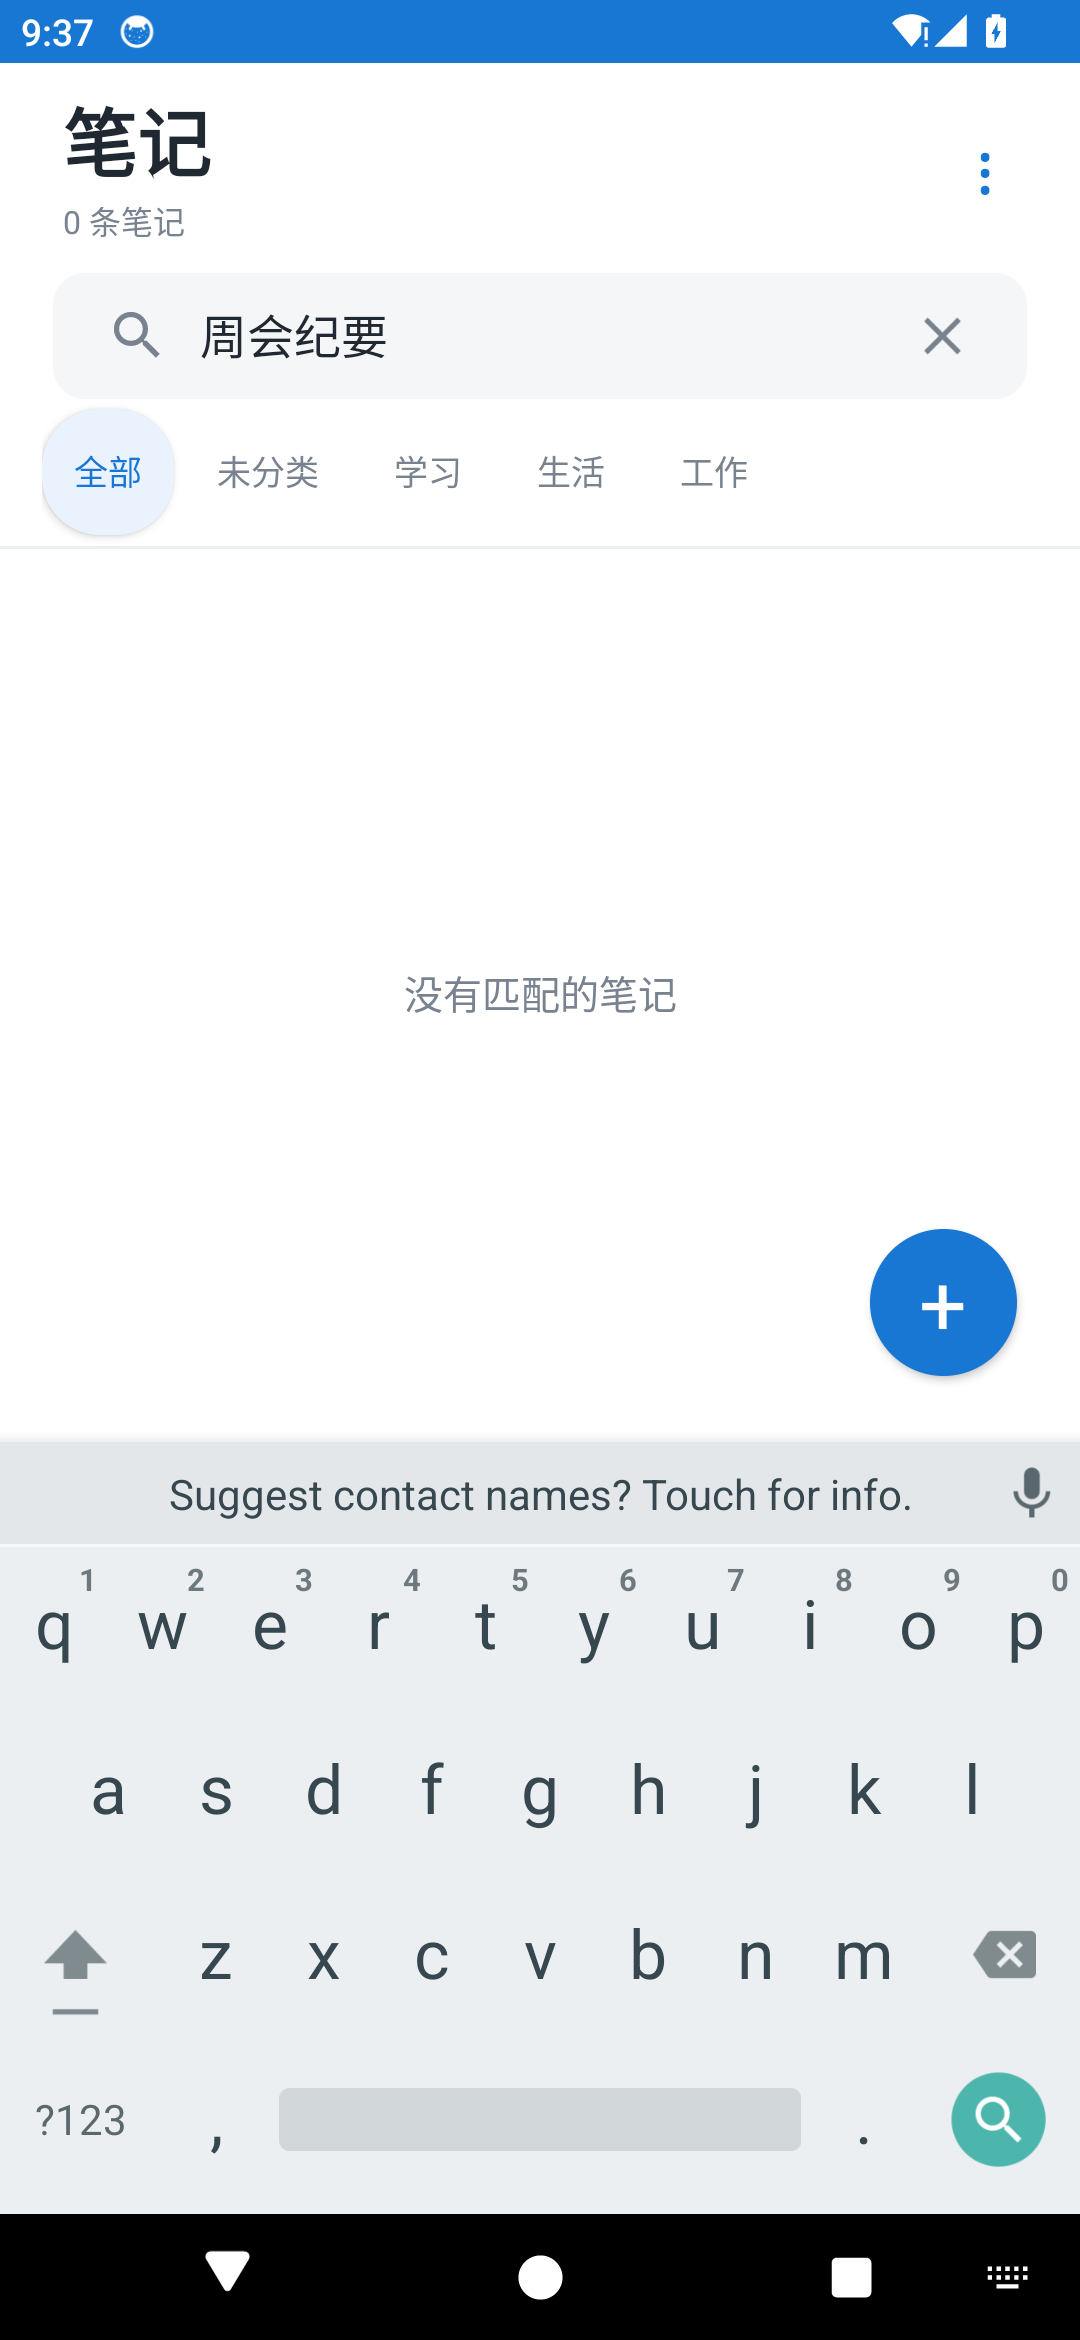 9:37
笔记
0 条笔记
周会纪要
全部 未分类 学习 生活 工作
没有匹配的笔记
+
Suggest contact names? Touch for info.
1 2 3 4 5 6 7 8 9 0
q w e r t y u i o p
a s d f g h j k l
z x c v b n m
?123 , .